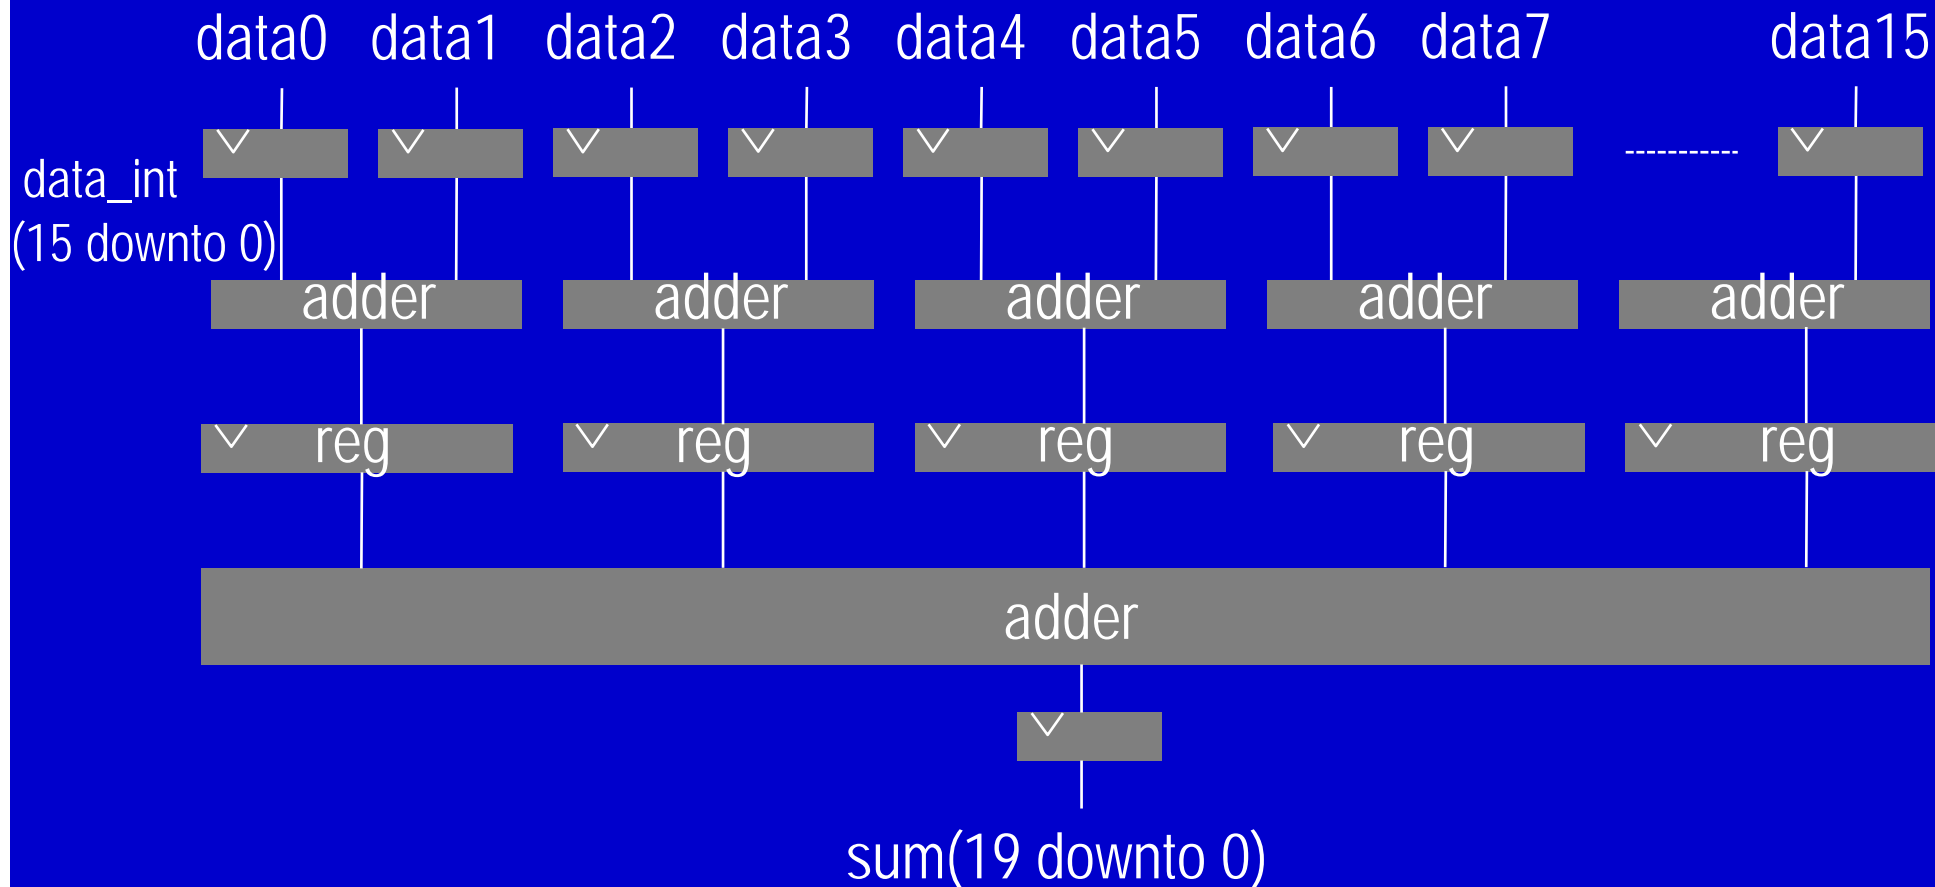 data0 data1 data2 data3 data4 data5 data6 data7 data15
data_int
(15 downto 0)
adder adder adder adder adder
reg reg reg reg reg
adder
sum(19 downto 0)